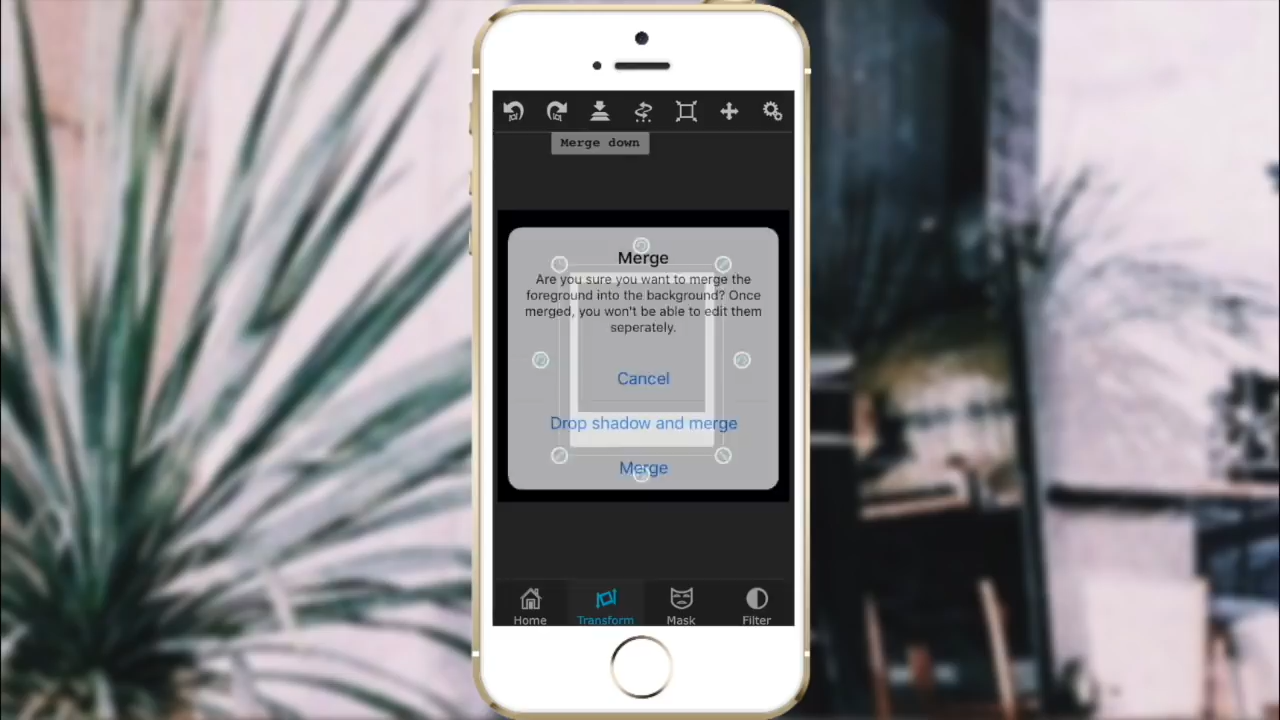 Merge down
Merge
Are you sure you want to merge the
foreground into the background? Once
merged, you won't be able to edit them
seperately.
Cancel
Drop shadow and merge
Merge
Home
Transform
Mask
Filter